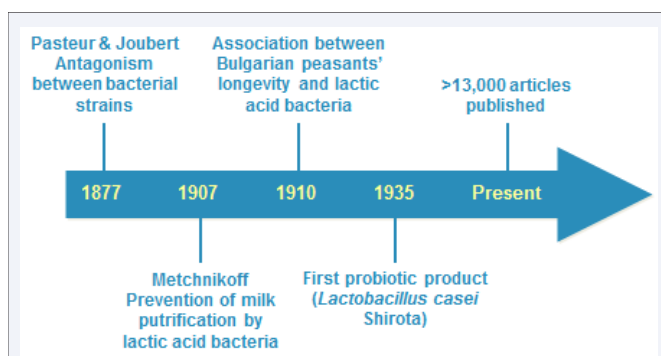 Pasteur & Joubert
Antagonism
between bacterial
strains
Association between
Bulgarian peasants'
longevity and lactic
acid bacteria
>13,000 articles
published
1877
1907
1910
1935
Present
Metchnikoff
Prevention of milk
putrification by
lactic acid bacteria
First probiotic product
(Lactobacillus casei
Shirota)